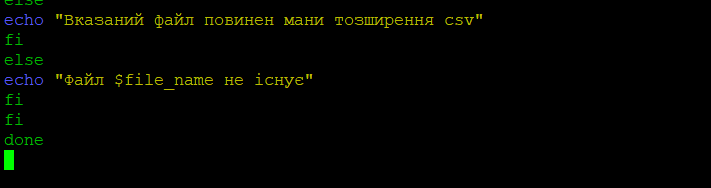 else
echo "Вказаний файл повинен мани тозширення csv"
fi
else
echo "Файл $file_name не існує"
fi
fi
done